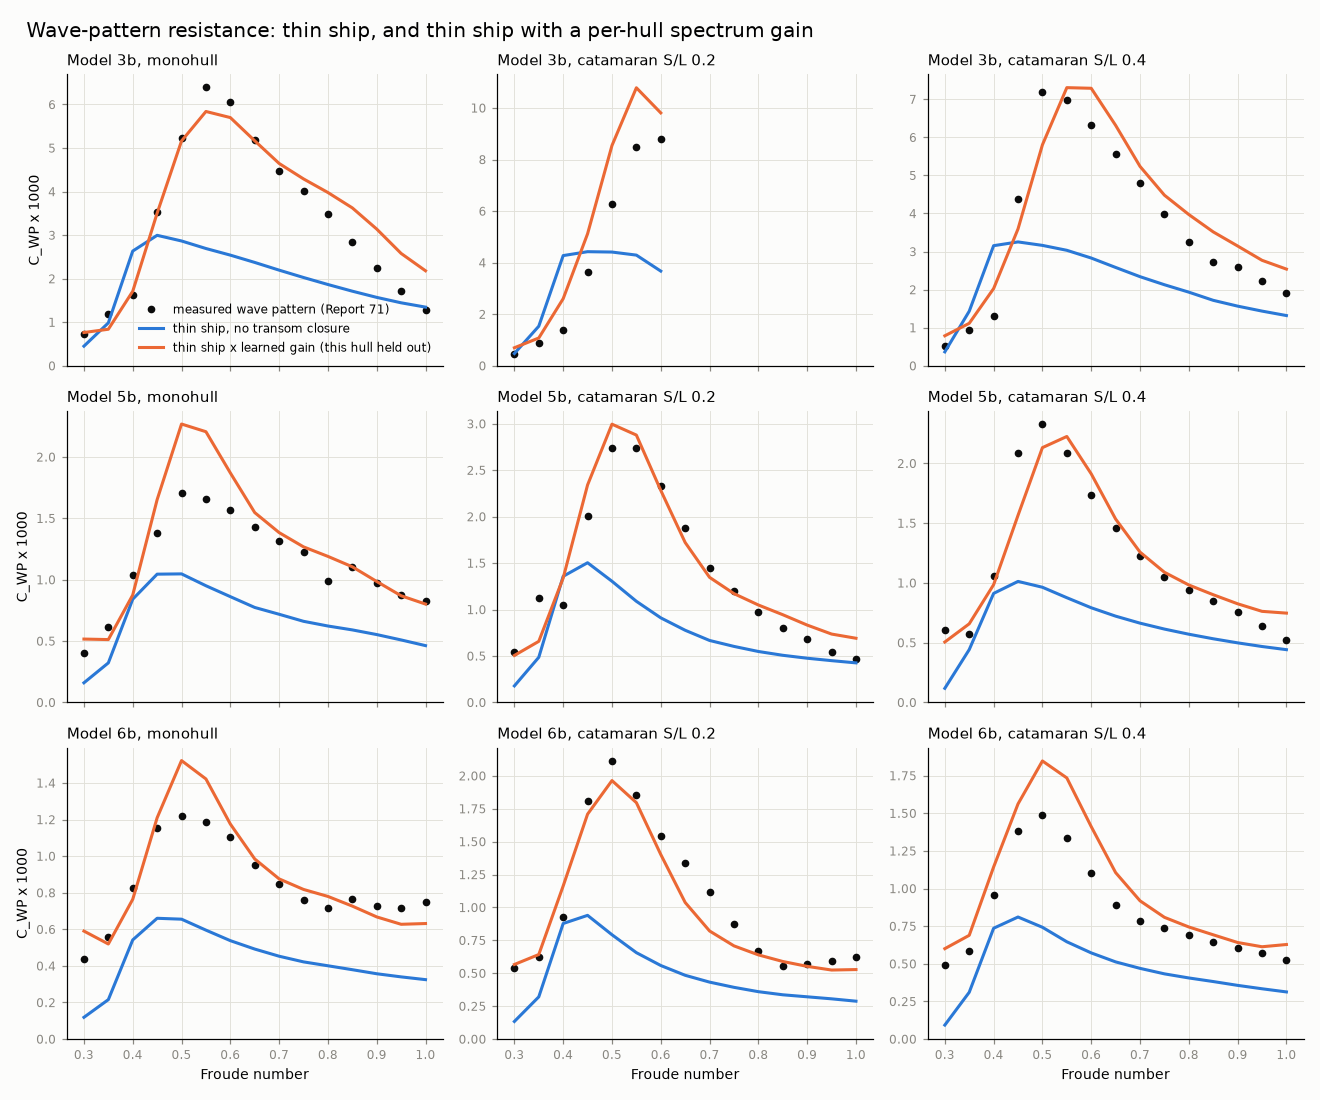 Wave-pattern resistance: thin ship, and thin ship with a per-hull spectrum gain
Model 3b, monohull
C_WP x 1000
6
5
4
3
2
1
0
measured wave pattern (Report 71)
thin ship, no transom closure
thin ship x learned gain (this hull held out)
Model 3b, catamaran S/L 0.2
10
8
6
4
2
0
Model 3b, catamaran S/L 0.4
7
6
5
4
3
2
1
0
Model 5b, monohull
C_WP x 1000
2.0
1.5
1.0
0.5
0.0
Model 5b, catamaran S/L 0.2
3.0
2.5
2.0
1.5
1.0
0.5
0.0
Model 5b, catamaran S/L 0.4
2.0
1.5
1.0
0.5
0.0
Model 6b, monohull
C_WP x 1000
1.4
1.2
1.0
0.8
0.6
0.4
0.2
0.0
0.3 0.4 0.5 0.6 0.7 0.8 0.9 1.0
Froude number
Model 6b, catamaran S/L 0.2
2.00
1.75
1.50
1.25
1.00
0.75
0.50
0.25
0.00
0.3 0.4 0.5 0.6 0.7 0.8 0.9 1.0
Froude number
Model 6b, catamaran S/L 0.4
1.75
1.50
1.25
1.00
0.75
0.50
0.25
0.00
0.3 0.4 0.5 0.6 0.7 0.8 0.9 1.0
Froude number